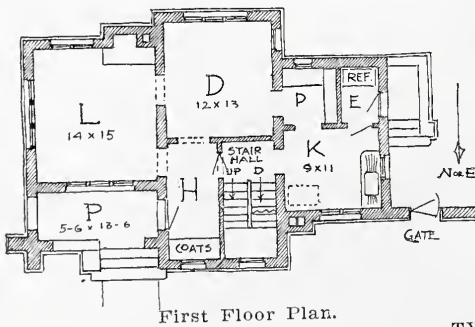 REF.
D
12 x 13
P
E
L
14 x 15
STAIR
HALL
UP D
K
9 x 11
H
P
5-6 x 13-6
COATS
N or E
GATE
First Floor Plan.